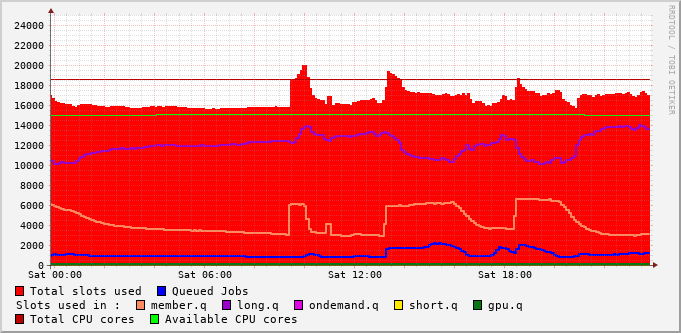 24000
22000
20000
18000
16000
14000
12000
10000
8000
6000
4000
2000
0
Sat 00:00 Sat 06:00 Sat 12:00 Sat 18:00
RRDTOOL / TOBI OETIKER
Total slots used Queued Jobs
Slots used in : member.q long.q ondemand.q short.q gpu.q
Total CPU cores Available CPU cores